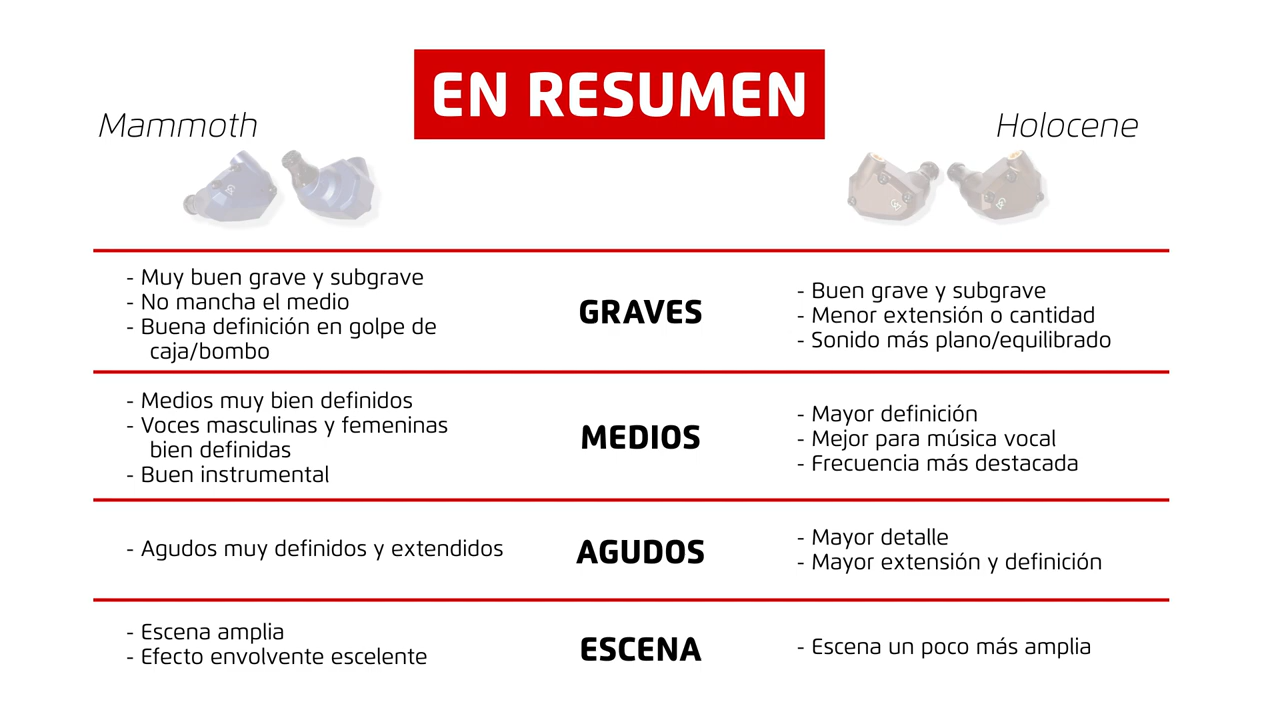 EN RESUMEN
Mammoth
Holocene
- Muy buen grave y subgrave
- No mancha el medio
- Buena definición en golpe de
caja/bombo
GRAVES
- Buen grave y subgrave
- Menor extensión o cantidad
- Sonido más plano/equilibrado
- Medios muy bien definidos
- Voces masculinas y femeninas
bien definidas
- Buen instrumental
MEDIOS
- Mayor definición
- Mejor para música vocal
- Frecuencia más destacada
- Agudos muy definidos y extendidos
AGUDOS
- Mayor detalle
- Mayor extensión y definición
- Escena amplia
- Efecto envolvente escelente
ESCENA
- Escena un poco más amplia